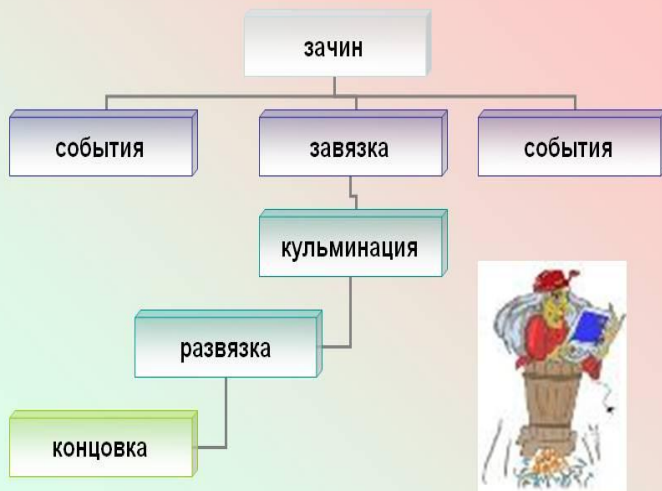 зачин
события
завязка
события
кульминация
развязка
концовка